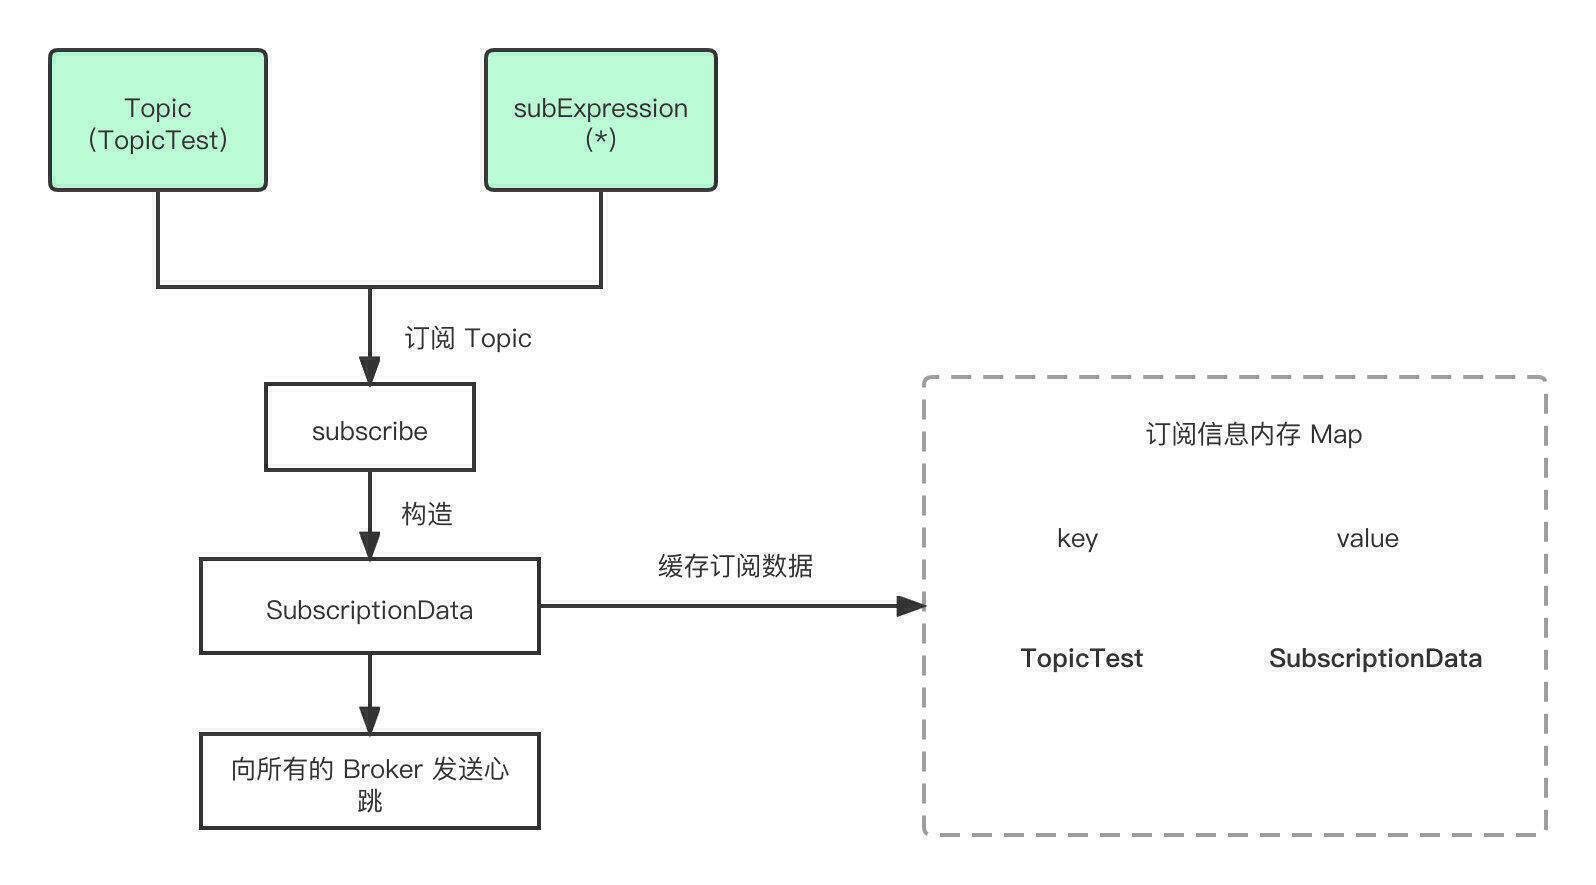 Topic
(TopicTest)
subExpression
(*)
订阅 Topic
subscribe
构造
SubscriptionData
向所有的 Broker 发送心
跳
缓存订阅数据
订阅信息内存 Map
key
value
TopicTest
SubscriptionData